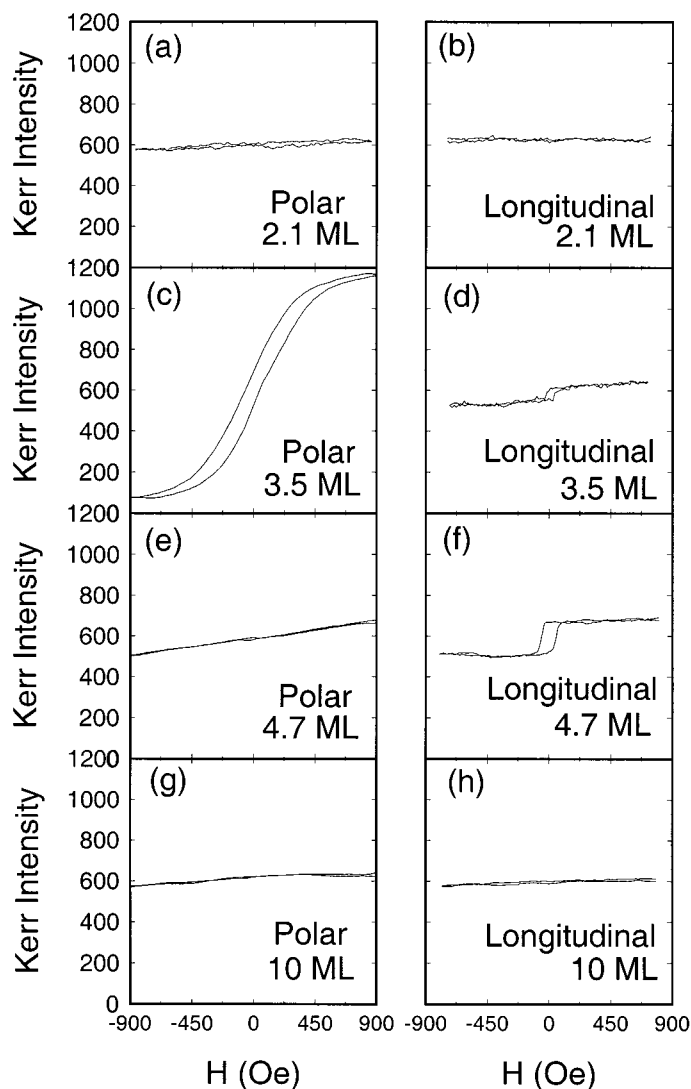 1200
1000
800
600
400
200
Kerr Intensity
(a)
Polar
2.1 ML
(b)
Longitudinal
2.1 ML
0
1200
1000
800
600
400
200
Kerr Intensity
(c)
Polar
3.5 ML
(d)
Longitudinal
3.5 ML
0
1200
1000
800
600
400
200
Kerr Intensity
(e)
Polar
4.7 ML
(f)
Longitudinal
4.7 ML
0
1200
1000
800
600
400
200
0
Kerr Intensity
(g)
Polar
10 ML
(h)
Longitudinal
10 ML
-900 -450 0 450 900
-900 -450 0 450 900
H (Oe)
H (Oe)